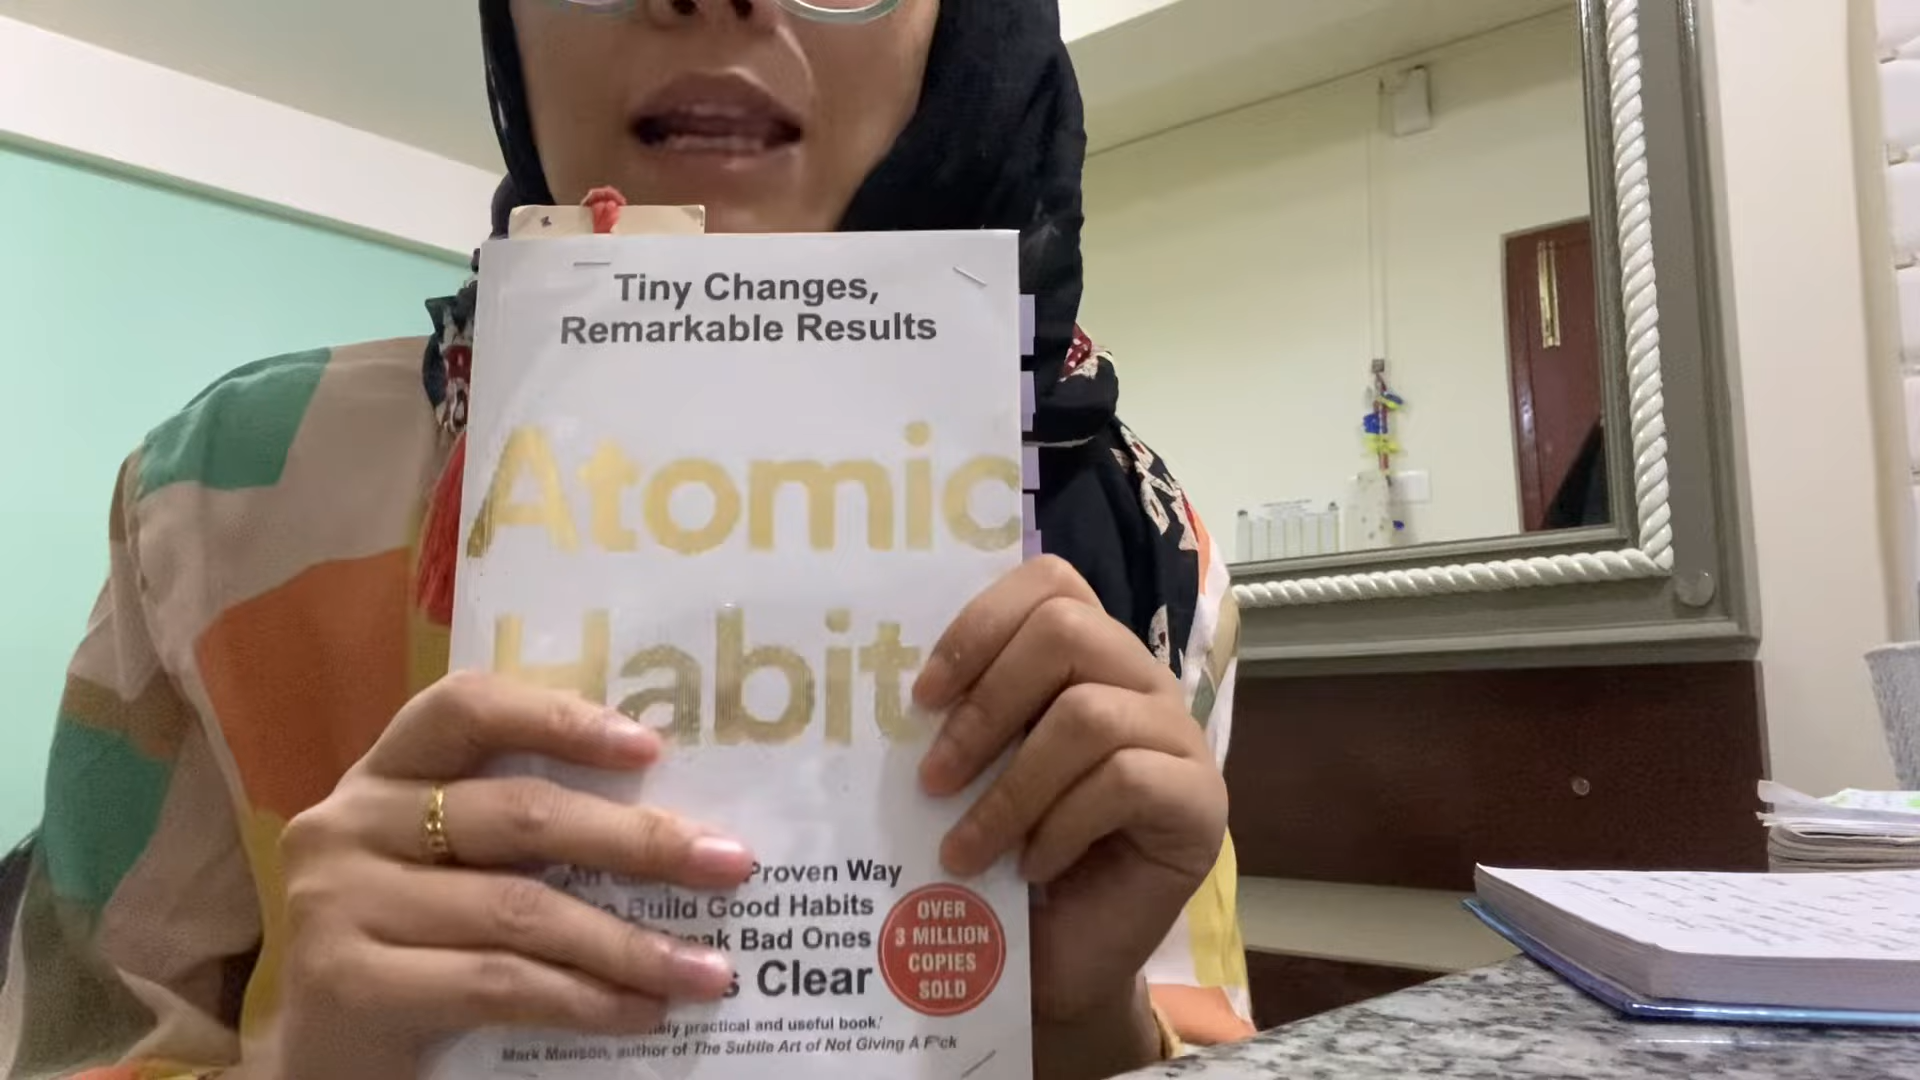 Tiny Changes,
Remarkable Results
Atomic
Habit
Proven Way
Build Good Habits
Bad Ones
Clear
OVER
3 MILLION
COPIES
SOLD
practical and useful book.'
Mark Manson, author of The Subtle Art of Not Giving A F*ck